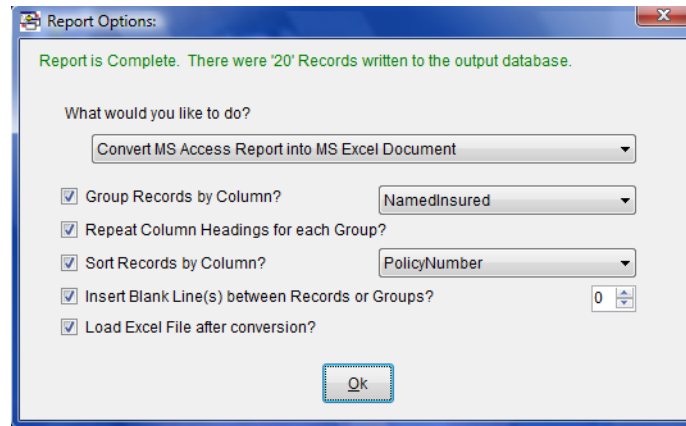 Report Options:
Report is Complete. There were '20' Records written to the output database.
What would you like to do?
Convert MS Access Report into MS Excel Document
Group Records by Column? NamedInsured
Repeat Column Headings for each Group?
Sort Records by Column? PolicyNumber
Insert Blank Line(s) between Records or Groups? 0
Load Excel File after conversion?
Ok